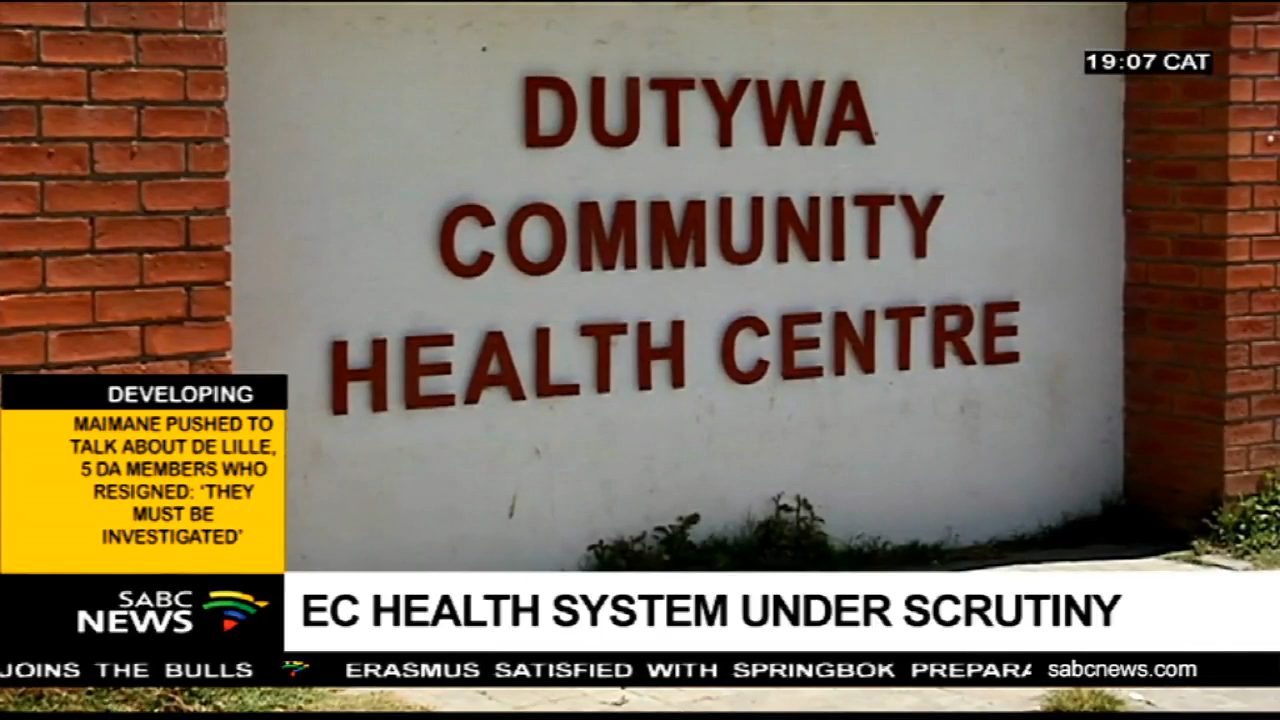 19:07 CAT
DUTYWA
COMMUNITY
HEALTH CENTRE
DEVELOPING
MAIMANE PUSHED TO
TALK ABOUT DE LILLE,
5 DA MEMBERS WHO
RESIGNED: 'THEY
MUST BE
INVESTIGATED'
SABC
NEWS
EC HEALTH SYSTEM UNDER SCRUTINY
JOINS THE BULLS ERASMUS SATISFIED WITH SPRINGBOK PREPARA sabcnews.com